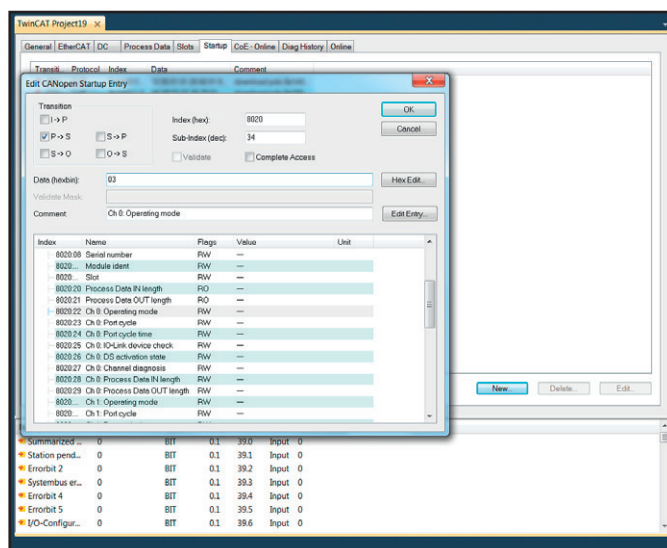 TwinCAT Project19
General EtherCAT DC Process Data Slots Startup CoE - Online Diag History Online
Transiti... Protocol Index Data Comment
Edit CANopen Startup Entry
Transition
I -> P
P -> S S -> P
S -> O O -> S
Index (hex): 8020
Sub-Index (dec): 34
Validate Complete Access
OK
Cancel
Data (hexbin): 03 Hex Edit...
Validate Mask:
Comment: Ch 0: Operating mode Edit Entry...
Index Name Flags Value Unit
8020:08 Serial number RW —
8020:... Module ident RW —
8020:... Slot RW —
8020:20 Process Data IN length RO —
8020:21 Process Data OUT length RO —
8020:22 Ch 0: Operating mode RW —
8020:23 Ch 0: Port cycle RW —
8020:24 Ch 0: Port cycle time RW —
8020:25 Ch 0: IO-Link device check RW —
8020:26 Ch 0: DS activation state RW —
8020:27 Ch 0: Channel diagnosis RW —
8020:28 Ch 0: Process Data IN length RW —
8020:29 Ch 0: Process Data OUT length RW —
8020:... Ch 1: Operating mode RW —
8020:... Ch 1: Port cycle RW —
New... Delete... Edit...
Summarized ... 0 BIT 0.1 39.0 Input 0
Station pend... 0 BIT 0.1 39.1 Input 0
Errorbit 2 0 BIT 0.1 39.2 Input 0
Systembus er... 0 BIT 0.1 39.3 Input 0
Errorbit 4 0 BIT 0.1 39.4 Input 0
Errorbit 5 0 BIT 0.1 39.5 Input 0
I/O-Configur... 0 BIT 0.1 39.6 Input 0